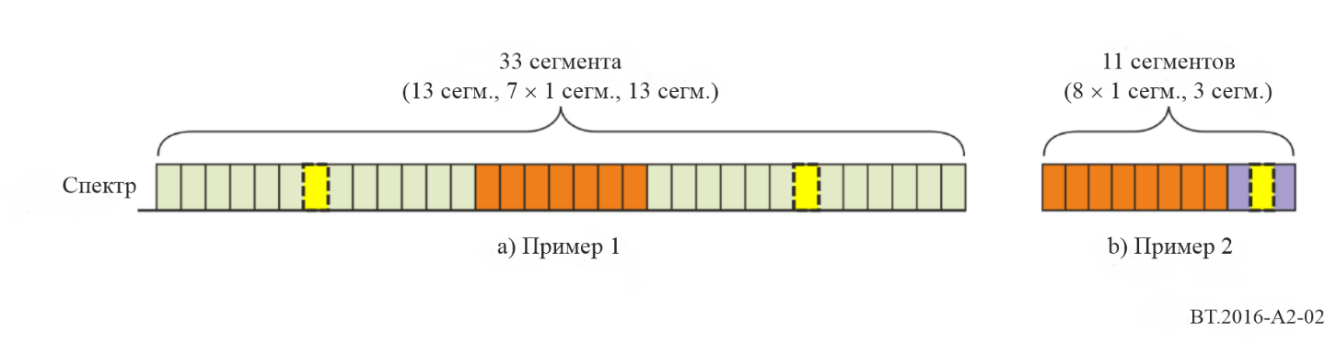 33 сегмента
(13 сегм., 7 × 1 сегм., 13 сегм.)
11 сегментов
(8 × 1 сегм., 3 сегм.)
Спектр
a) Пример 1
b) Пример 2
BT.2016-A2-02